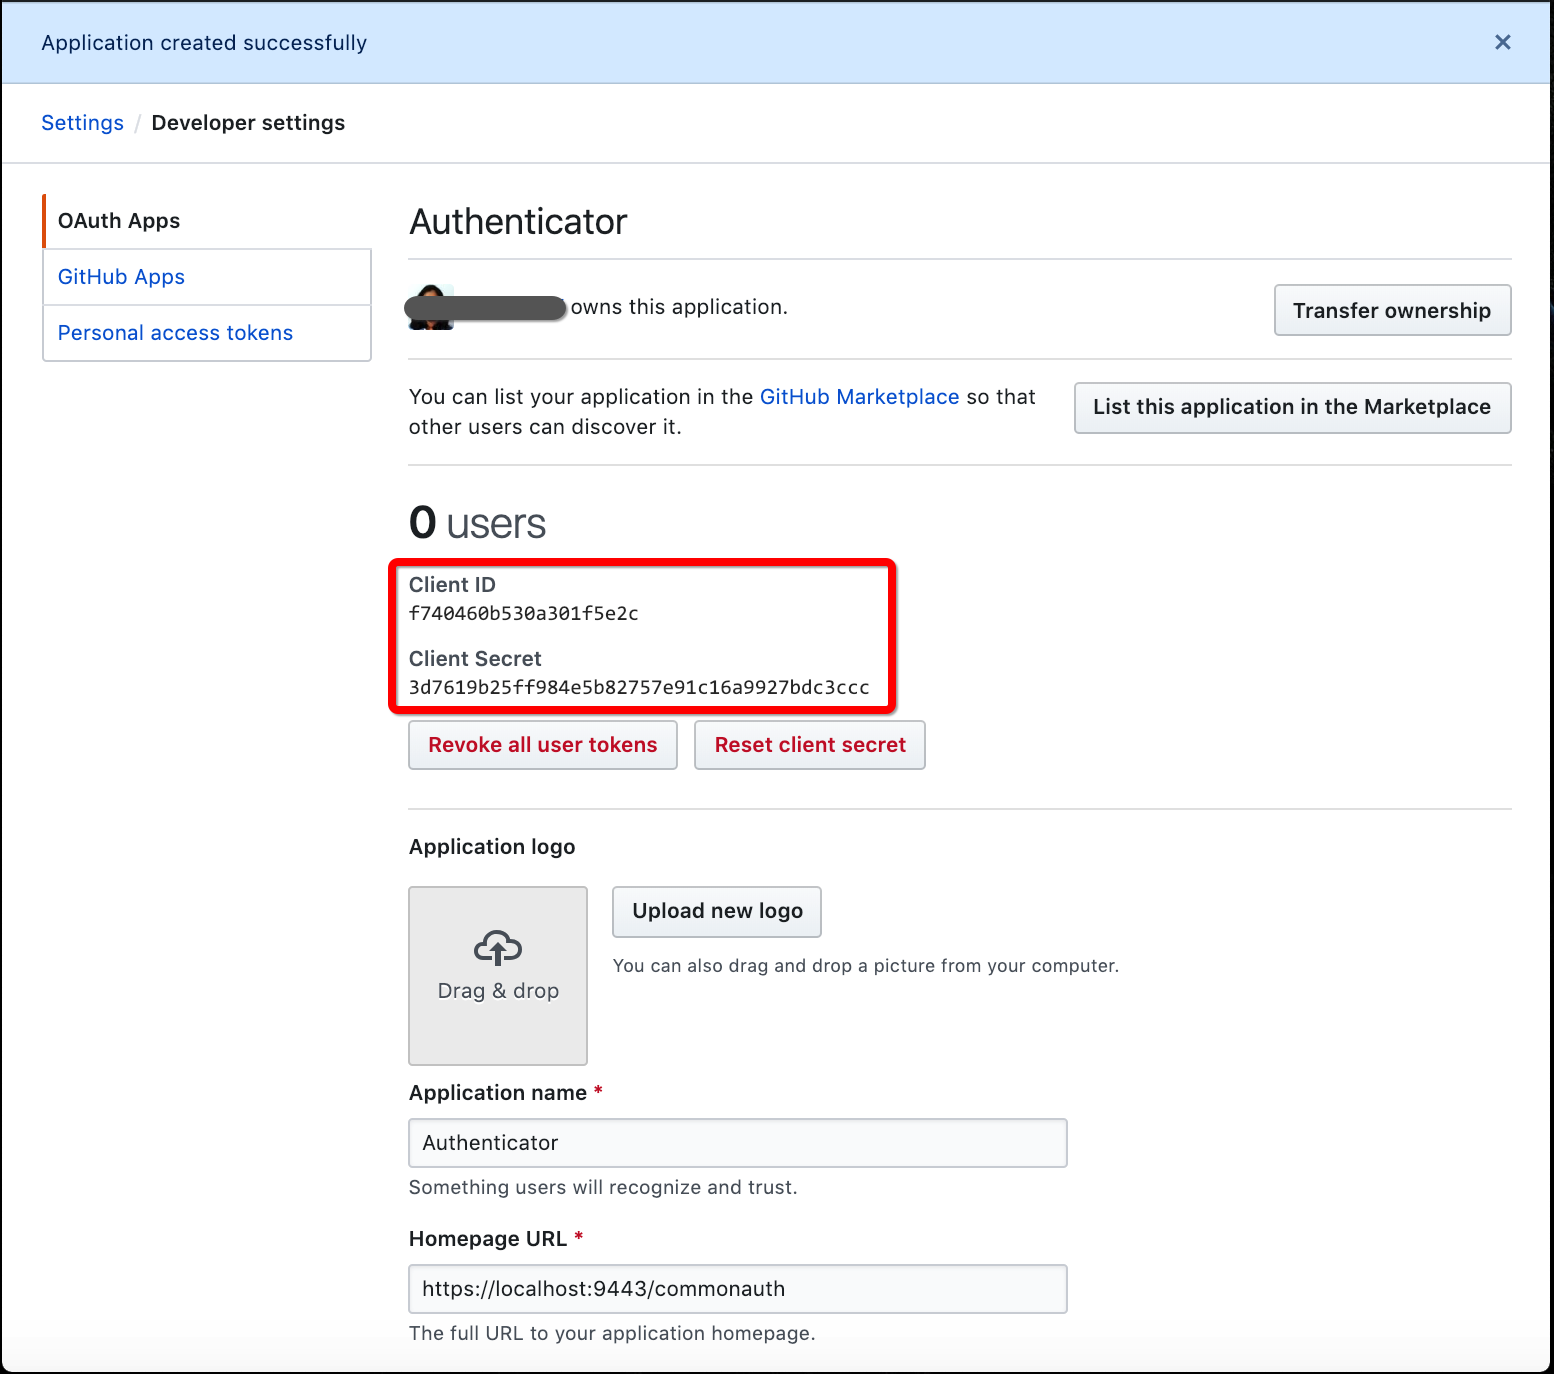 Application created successfully
Settings / Developer settings
OAuth Apps
GitHub Apps
Personal access tokens
Authenticator
owns this application.
Transfer ownership
You can list your application in the GitHub Marketplace so that
other users can discover it.
List this application in the Marketplace
0 users
Client ID
f740460b530a301f5e2c
Client Secret
3d7619b25ff984e5b82757e91c16a9927bdc3ccc
Revoke all user tokens
Reset client secret
Application logo
Drag & drop
Upload new logo
You can also drag and drop a picture from your computer.
Application name *
Authenticator
Something users will recognize and trust.
Homepage URL *
https://localhost:9443/commonauth
The full URL to your application homepage.